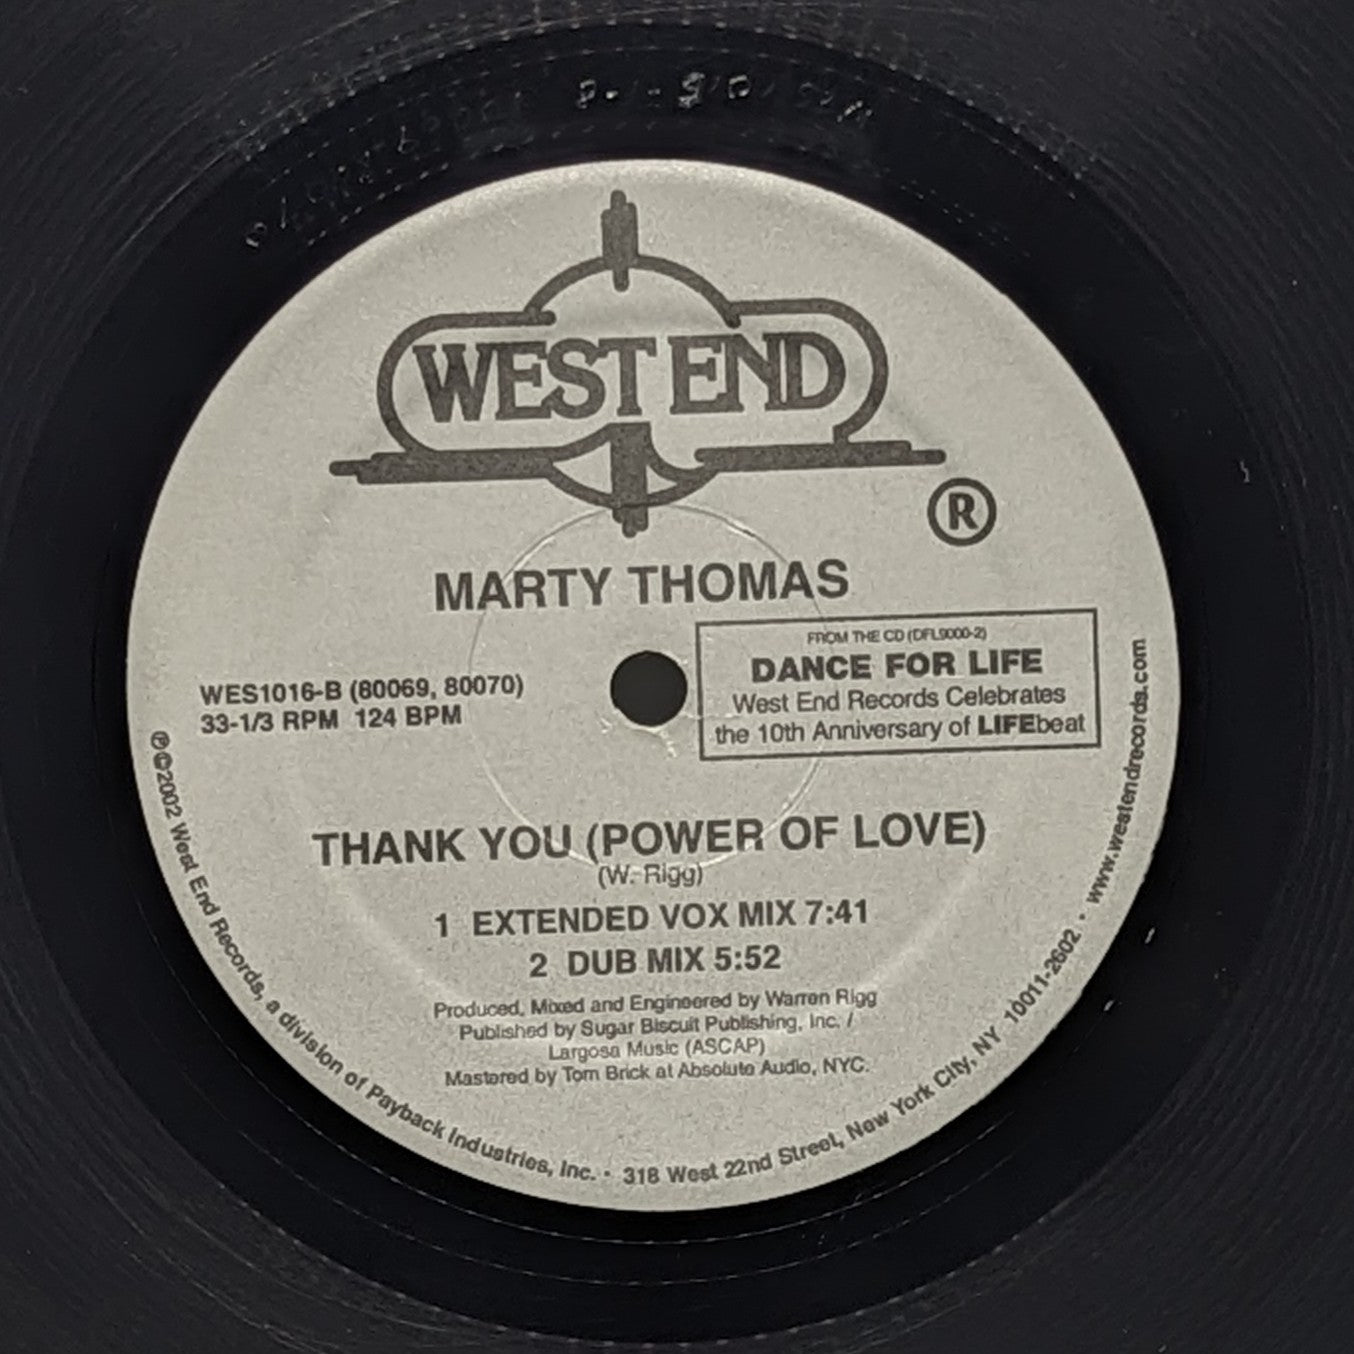 WEST END
®
MARTY THOMAS
FROM THE CD (DFL9000-2)
DANCE FOR LIFE
West End Records Celebrates
the 10th Anniversary of LIFEbeat
WES1016-B (80069, 80070)
33-1/3 RPM 124 BPM
THANK YOU (POWER OF LOVE)
(W. Rigg)
1 EXTENDED VOX MIX 7:41
2 DUB MIX 5:52
Produced, Mixed and Engineered by Warren Rigg
Published by Sugar Biscuit Publishing, Inc. /
Largosa Music (ASCAP)
Mastered by Tom Brick at Absolute Audio, NYC.
℗©2002 West End Records, a division of Payback Industries, Inc. • 318 West 22nd Street, New York City, NY 10011-2602 • www.westendrecords.com